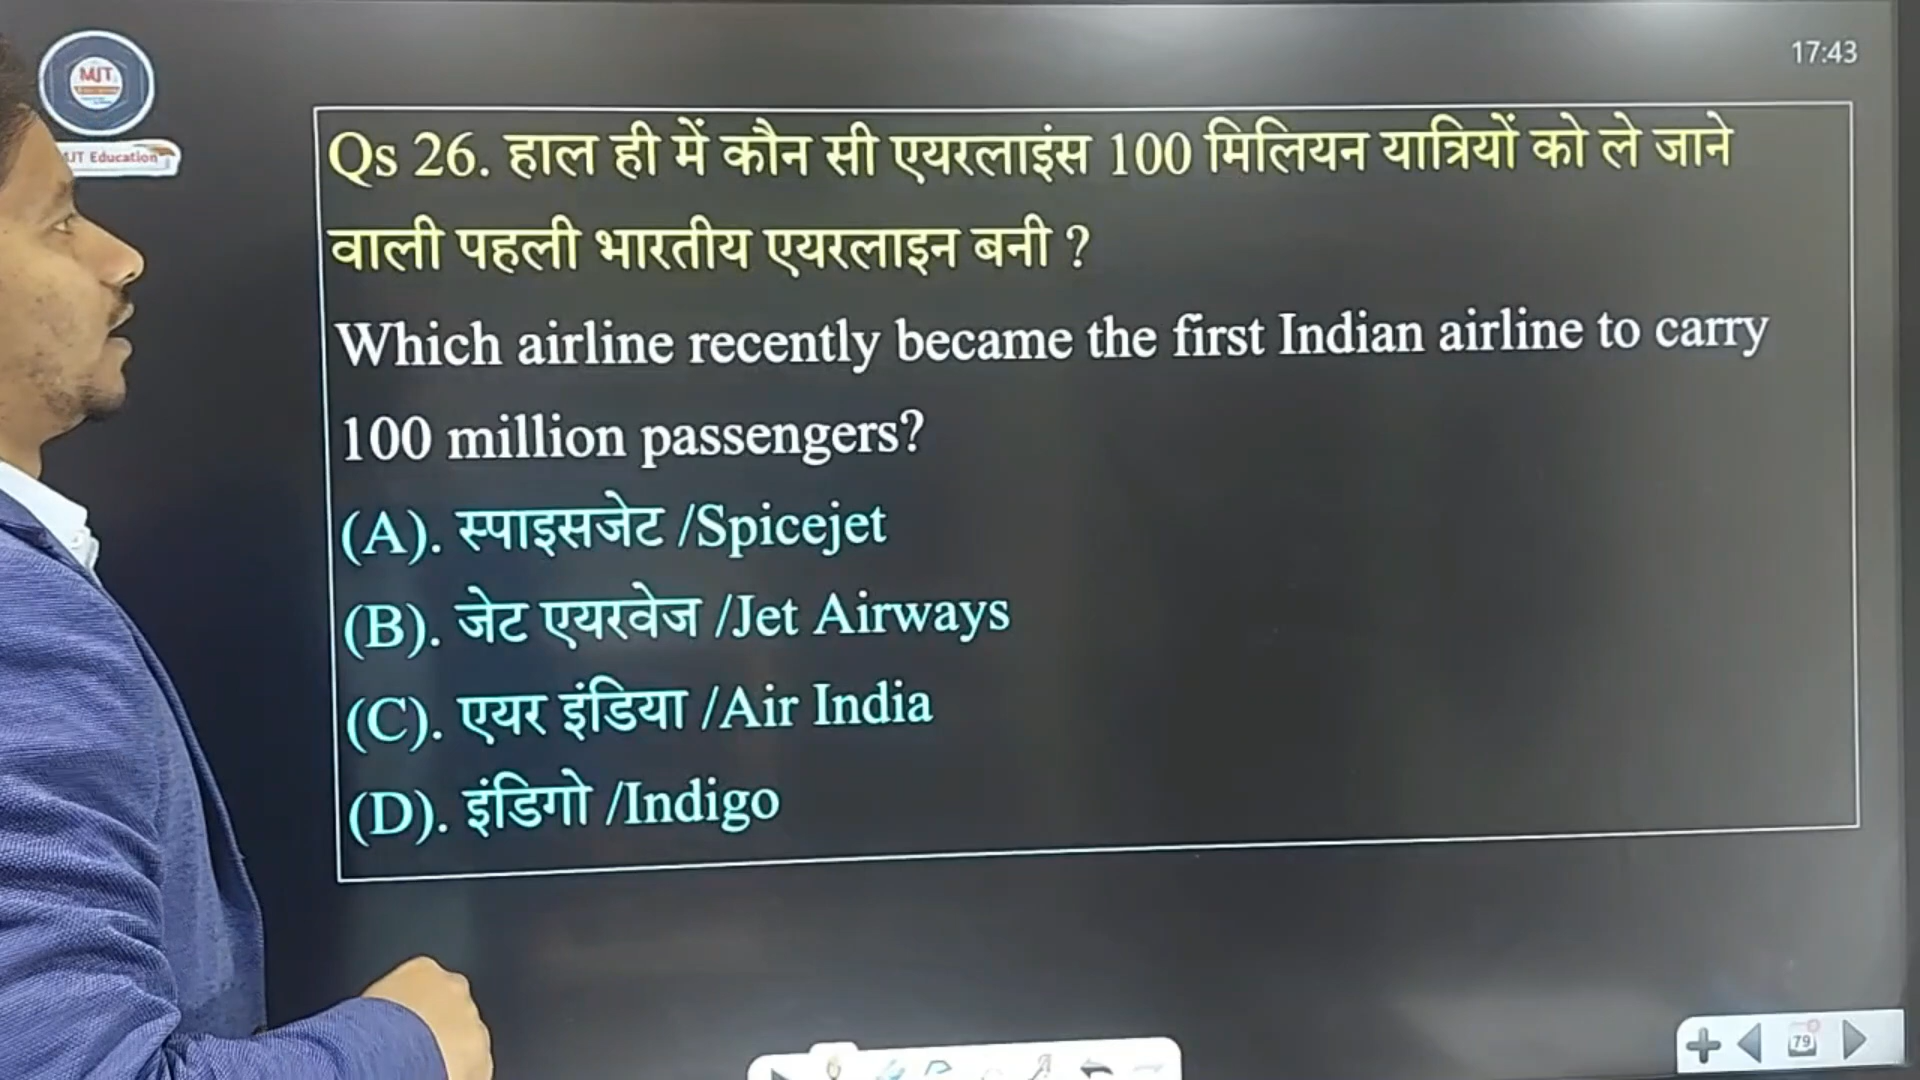 17:43
MJT
MJT Education
Qs 26. हाल ही में कौन सी एयरलाइंस 100 मिलियन यात्रियों को ले जाने
वाली पहली भारतीय एयरलाइन बनी ?
Which airline recently became the first Indian airline to carry
100 million passengers?
(A). स्पाइसजेट /Spicejet
(B). जेट एयरवेज /Jet Airways
(C). एयर इंडिया /Air India
(D). इंडिगो /Indigo
79